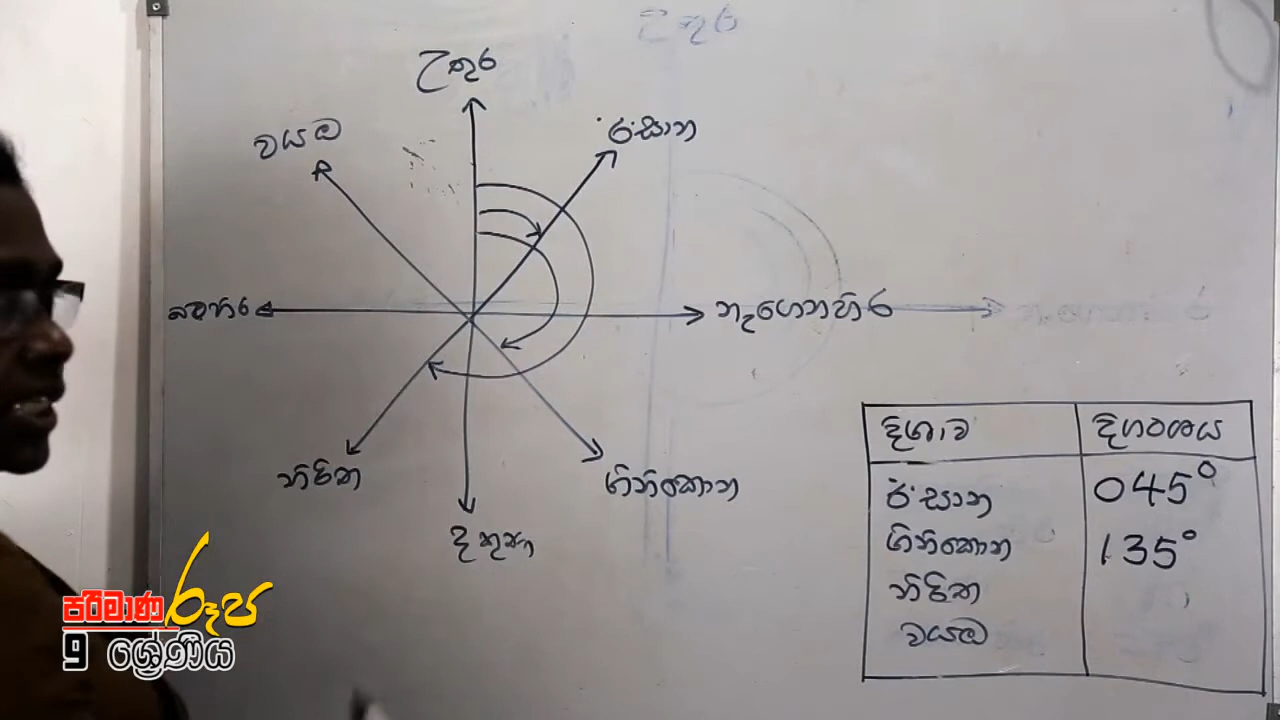 උතුර
වයඹ
ඊසාන
බටහිර
නැගෙනහිර
නිරිත
ගිනිකොන
දකුණ
දිශාව දිගංශය
ඊසාන 045°
ගිනිකොන 135°
නිරිත
වයඹ
පරිමාණ රූප
9 ශ්‍රේණිය